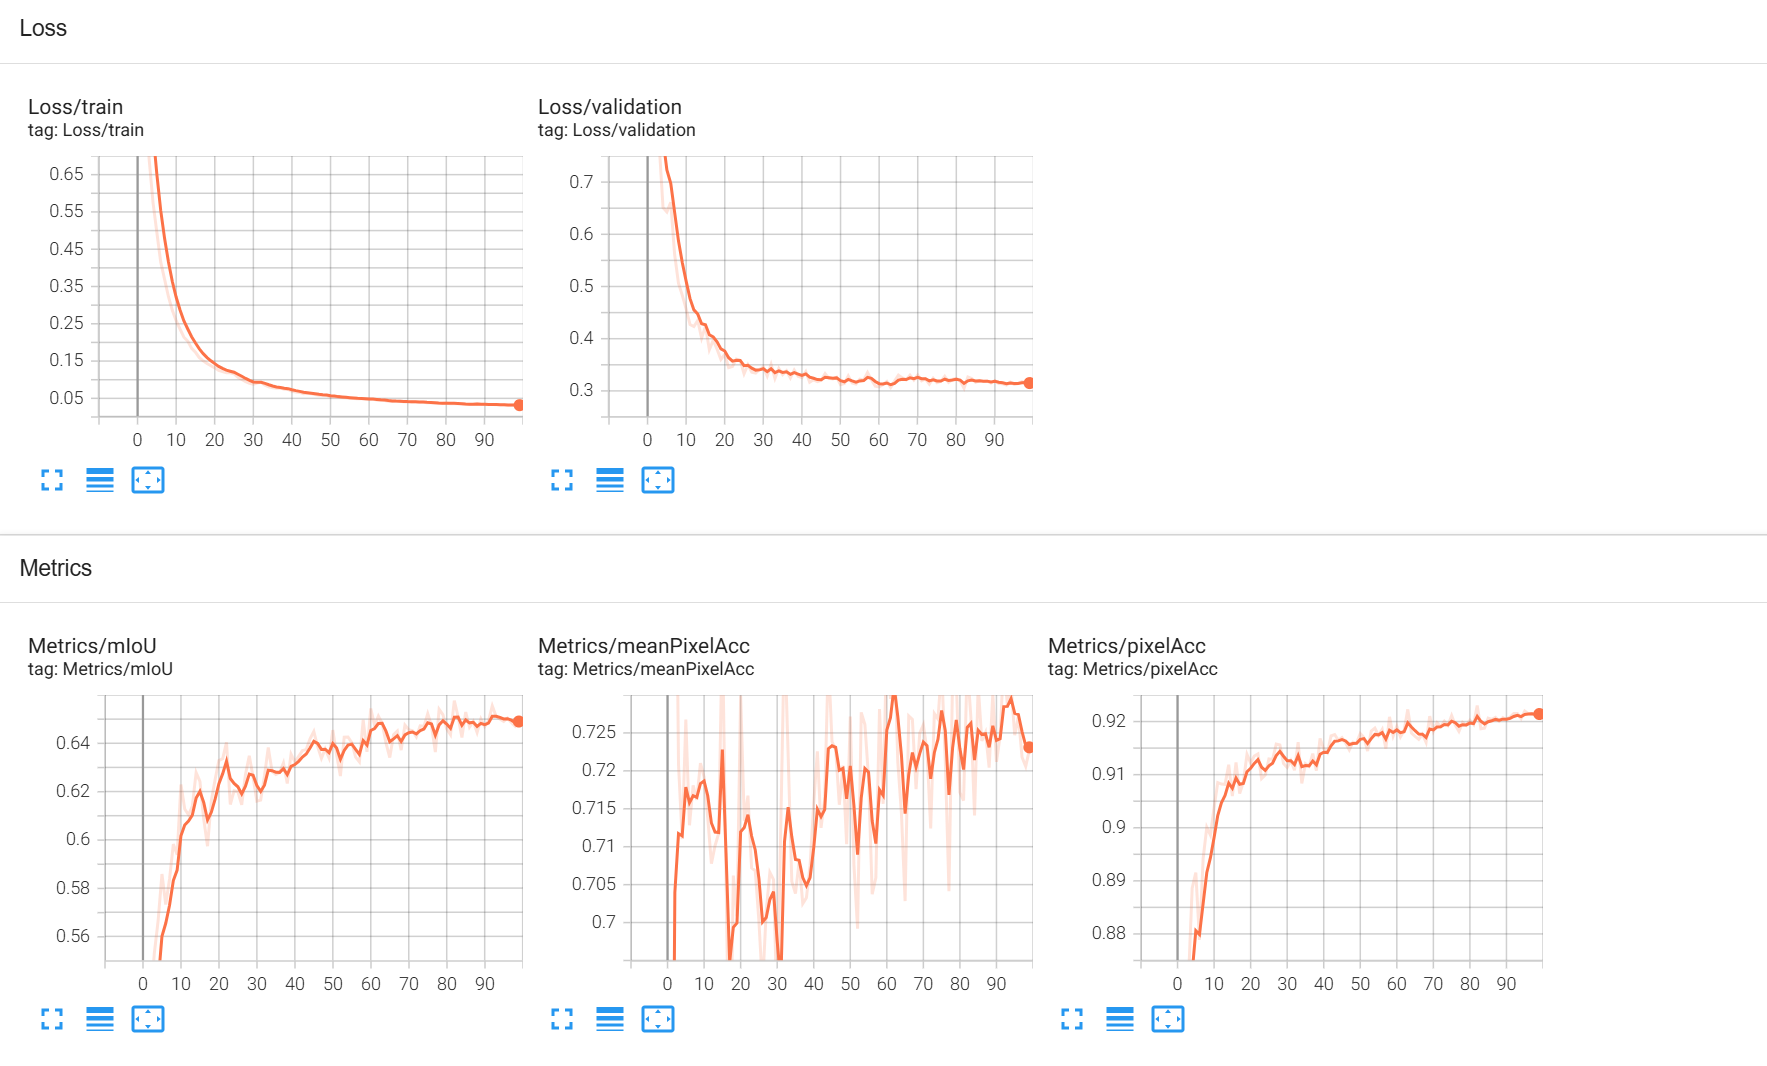 Loss
Loss/train
tag: Loss/train
0.65
0.55
0.45
0.35
0.25
0.15
0.05
0 10 20 30 40 50 60 70 80 90
Loss/validation
tag: Loss/validation
0.7
0.6
0.5
0.4
0.3
0 10 20 30 40 50 60 70 80 90
Metrics
Metrics/mIoU
tag: Metrics/mIoU
0.64
0.62
0.6
0.58
0.56
0 10 20 30 40 50 60 70 80 90
Metrics/meanPixelAcc
tag: Metrics/meanPixelAcc
0.725
0.72
0.715
0.71
0.705
0.7
0 10 20 30 40 50 60 70 80 90
Metrics/pixelAcc
tag: Metrics/pixelAcc
0.92
0.91
0.9
0.89
0.88
0 10 20 30 40 50 60 70 80 90